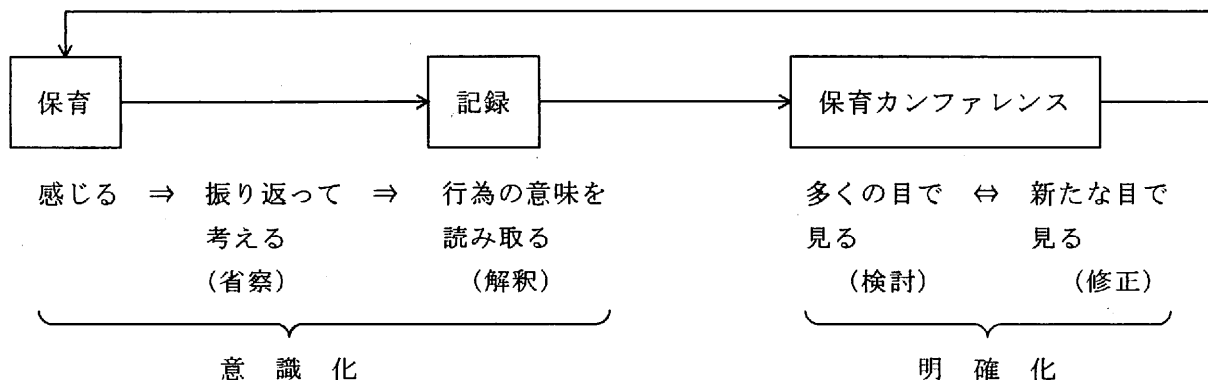 保育
記録
保育カンファレンス
感じる ⇒ 振り返って ⇒ 行為の意味を
考える 読み取る
(省察) (解釈)
多くの目で ⇔ 新たな目で
見る 見る
(検討) (修正)
意識化
明確化